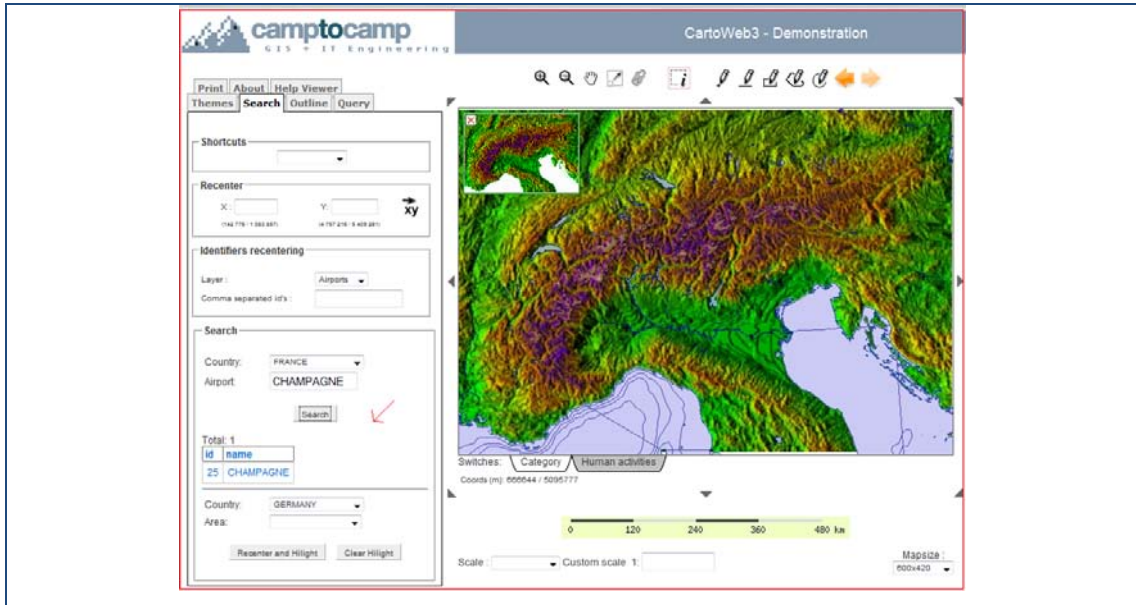 camptocamp
GIS + IT Engineering
CartoWeb3 - Demonstration
Print About Help Viewer
Themes Search Outline Query
Shortcuts
Recenter
X : Y:
xy
Identifiers recentering
Layer : Airports
Comma separated id's :
Search
Country: FRANCE
Airport: CHAMPAGNE
Search
Total: 1
id name
25 CHAMPAGNE
Country: GERMANY
Area:
Recenter and Hilight Clear Hilight
i
Switches: Category Human activities
Coords (m): 666644 / 5095777
0 120 240 360 480 km
Scale : Custom scale 1:
Mapsize :
600x420